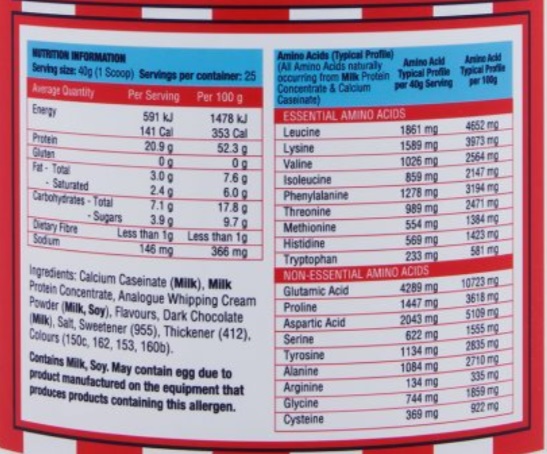 NUTRITION INFORMATION
Serving size: 40g (1 Scoop) Servings per container: 25
Average Quantity Per Serving Per 100 g
Energy 591 kJ 1478 kJ
141 Cal 353 Cal
Protein 20.9 g 52.3 g
Gluten 0 g 0 g
Fat - Total 3.0 g 7.6 g
- Saturated 2.4 g 6.0 g
Carbohydrates - Total 7.1 g 17.8 g
- Sugars 3.9 g 9.7 g
Dietary Fibre Less than 1g Less than 1g
Sodium 146 mg 366 mg
Ingredients: Calcium Caseinate (Milk), Milk
Protein Concentrate, Analogue Whipping Cream
Powder (Milk, Soy), Flavours, Dark Chocolate
(Milk), Salt, Sweetener (955), Thickener (412),
Colours (150c, 162, 153, 160b).
Contains Milk, Soy. May contain egg due to
product manufactured on the equipment that
produces products containing this allergen.
Amino Acids (Typical Profile)
(All Amino Acids naturally
occurring from Milk Protein
Concentrate & Calcium
Caseinate)
Amino Acid
Typical Profile
per 40g Serving
Amino Acid
Typical Profile
per 100g
ESSENTIAL AMINO ACIDS
Leucine 1861 mg 4652 mg
Lysine 1589 mg 3973 mg
Valine 1026 mg 2564 mg
Isoleucine 859 mg 2147 mg
Phenylalanine 1278 mg 3194 mg
Threonine 989 mg 2471 mg
Methionine 554 mg 1384 mg
Histidine 569 mg 1423 mg
Tryptophan 233 mg 581 mg
NON-ESSENTIAL AMINO ACIDS
Glutamic Acid 4289 mg 10723 mg
Proline 1447 mg 3618 mg
Aspartic Acid 2043 mg 5109 mg
Serine 622 mg 1555 mg
Tyrosine 1134 mg 2835 mg
Alanine 1084 mg 2710 mg
Arginine 134 mg 335 mg
Glycine 744 mg 1859 mg
Cysteine 369 mg 922 mg